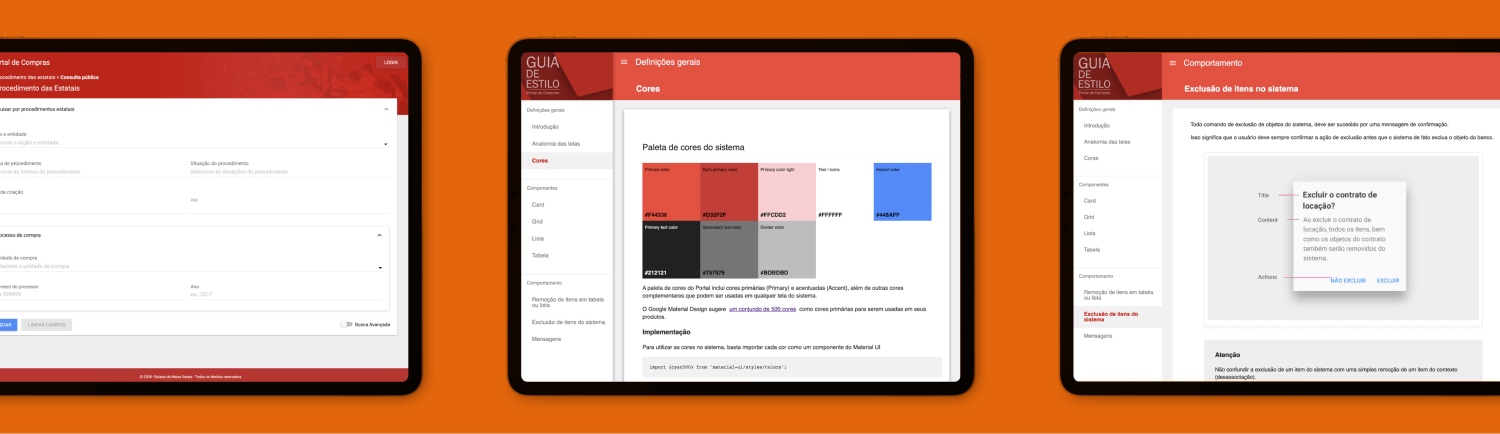 rtal de Compras
LOGIN
rocedimento das estatais > Consulta pública
rocedimento das Estatais
uisar por procedimentos estatais
o e entidade
cione o órgão e entidade
a de procedimento
Situação do procedimento
cione as formas do procedimento
Selecione as situações do procedimento
de criação
Até
ocesso de compra
idade de compra
lecione a unidade de compra
mero do processo
Ano
999999
ex.: 2017
SCAR
LIMPAR CAMPOS
Busca Avançada
© 2009 - Estado de Minas Gerais - Todos os direitos reservados
GUIA
DE
ESTILO
Portal de Compras
Definições gerais
Cores
Definições gerais
Introdução
Anatomia das telas
Cores
Componentes
Card
Grid
Lista
Tabela
Comportamento
Remoção de itens em tabela
ou lista
Exclusão de itens do sistema
Mensagens
Paleta de cores do sistema
Primary color
Dark primary color
Primary color light
Text / icons
Accent color
#F44336
#D32F2F
#FFCDD2
#FFFFFF
#448AFF
Primary text color
Secondary text color
Divider color
#212121
#757575
#BDBDBD
A paleta de cores do Portal inclui cores primárias (Primary) e acentuadas (Accent), além de outras cores
complementares que podem ser usadas em qualquer tela do sistema.
O Google Material Design sugere um conjundo de 500 cores como cores primárias para serem usadas em seus
produtos.
Implementação
Para utilizar as cores no sistema, basta importar cada cor como um componente do Material UI
import {cyan500} from 'material-ui/styles/colors';
GUIA
DE
ESTILO
Portal de Compras
Comportamento
Exclusão de itens no sistema
Definições gerais
Introdução
Anatomia das telas
Cores
Componentes
Card
Grid
Lista
Tabela
Comportamento
Remoção de itens em tabela
ou lista
Exclusão de itens do
sistema
Mensagens
Todo comando de exclusão de objetos do sistema, deve ser sucedido por uma mensagem de confirmação.
Isso significa que o usuário deve sempre confirmar a ação de exclusão antes que o sistema de fato exclua o objeto do banco.
Title
Excluir o contrato de
locação?
Content
Ao excluir o contrato de
locação, todos os itens, bem
como os objetos do contrato
também serão removidos do
sistema.
Actions
NÃO EXCLUIR
EXCLUIR
Atenção
Não confundir a exclusão de um item do sistema com uma simples remoção de um item do contexto
(desassociação).